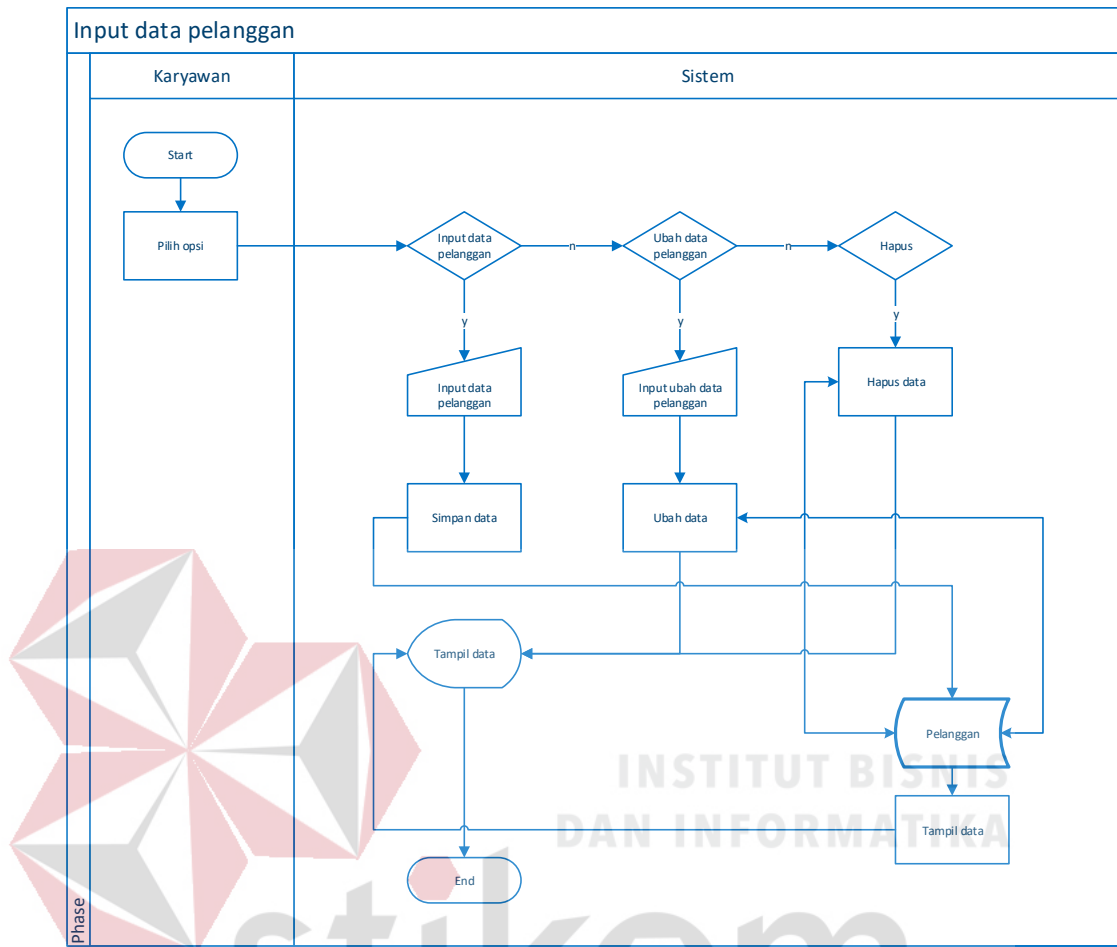 Input data pelanggan
Karyawan
Sistem
Start
Pilih opsi
Input data
pelanggan
n
Ubah data
pelanggan
n
Hapus
y
y
y
Input data
pelanggan
Input ubah data
pelanggan
Hapus data
Simpan data
Ubah data
Tampil data
Pelanggan
INSTITUT BISNIS
DAN INFORMATIKA
Tampil data
End
stikom
Phase